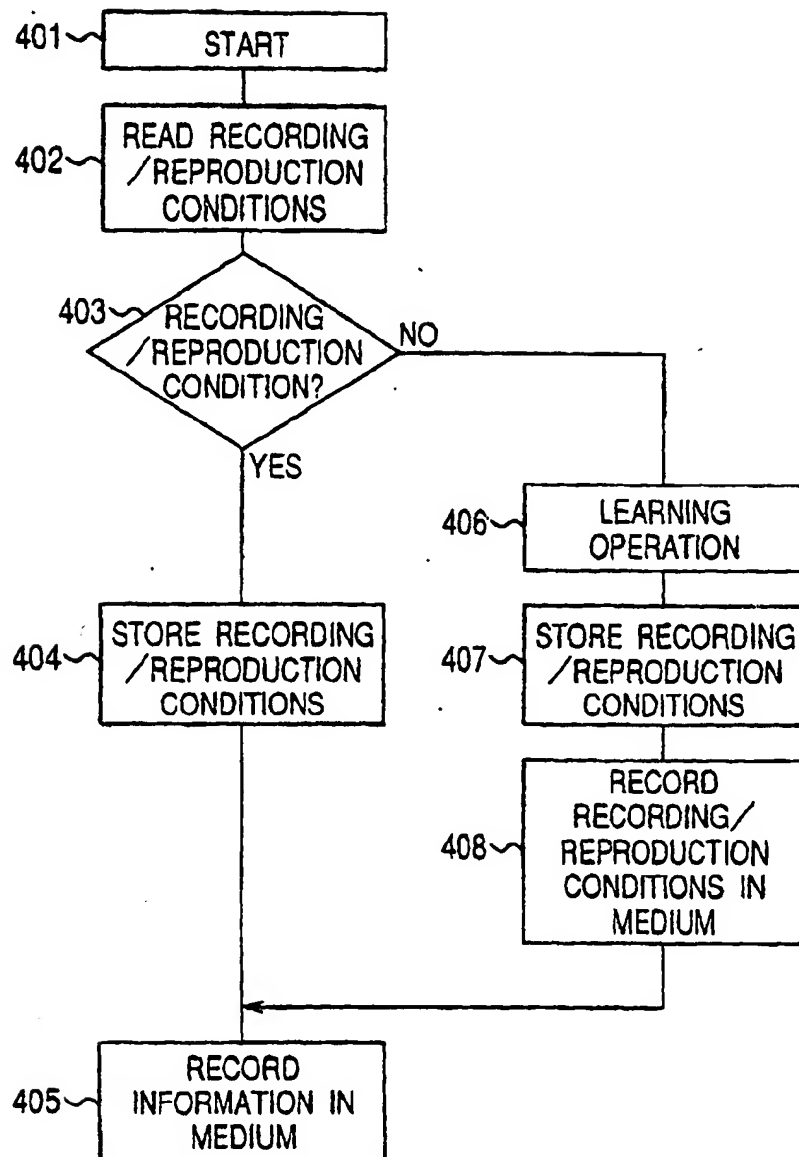 401
START
402
READ RECORDING
/REPRODUCTION
CONDITIONS
403
RECORDING
/REPRODUCTION
CONDITION?
NO
YES
406
LEARNING
OPERATION
404
STORE RECORDING
/REPRODUCTION
CONDITIONS
407
STORE RECORDING
/REPRODUCTION
CONDITIONS
408
RECORD
RECORDING/
REPRODUCTION
CONDITIONS IN
MEDIUM
405
RECORD
INFORMATION IN
MEDIUM